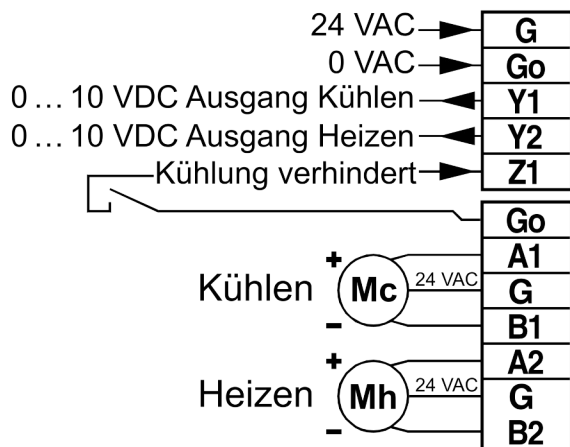 24 VAC G
0 VAC Go
0 ... 10 VDC Ausgang Kühlen Y1
0 ... 10 VDC Ausgang Heizen Y2
Kühlung verhindert Z1
Go
+ A1
Kühlen Mc 24 VAC G
− B1
+ A2
Heizen Mh 24 VAC G
− B2